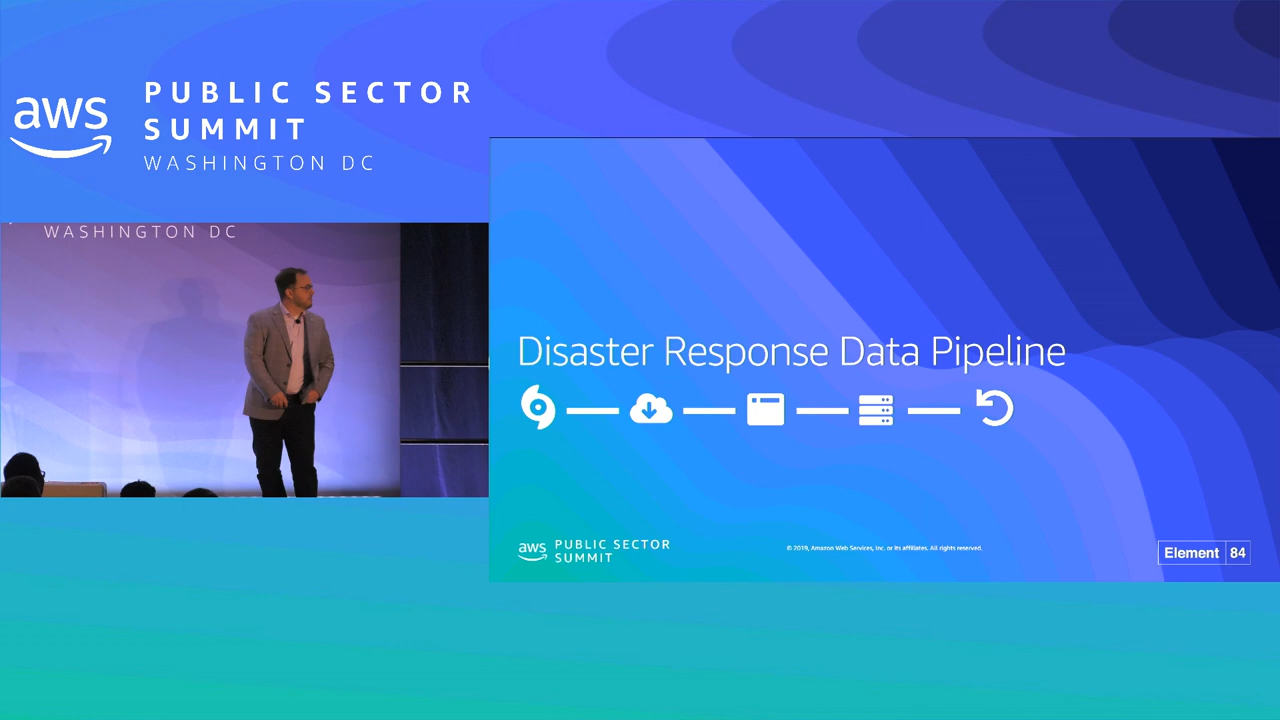 aws
PUBLIC SECTOR
SUMMIT
WASHINGTON DC
WASHINGTON DC
Disaster Response Data Pipeline
aws
PUBLIC SECTOR
SUMMIT
© 2019, Amazon Web Services, Inc. or its affiliates. All rights reserved.
Element 84